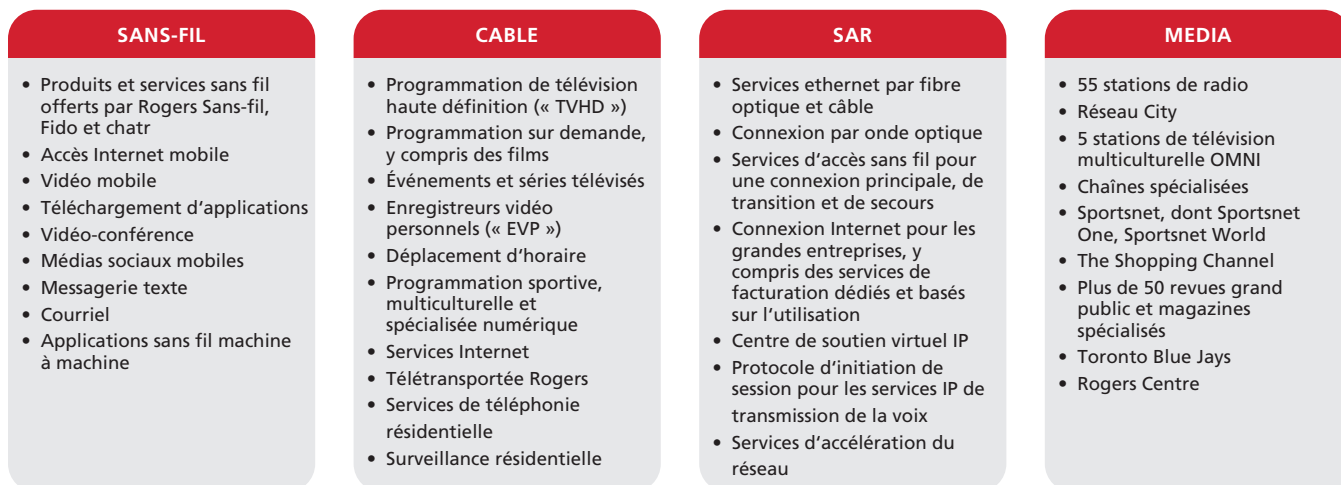 SANS-FIL
• Produits et services sans fil
offerts par Rogers Sans-fil,
Fido et chatr
• Accès Internet mobile
• Vidéo mobile
• Téléchargement d'applications
• Vidéo-conférence
• Médias sociaux mobiles
• Messagerie texte
• Courriel
• Applications sans fil machine
à machine
CABLE
• Programmation de télévision
haute définition (« TVHD »)
• Programmation sur demande,
y compris des films
• Événements et séries télévisés
• Enregistreurs vidéo
personnels (« EVP »)
• Déplacement d'horaire
• Programmation sportive,
multiculturelle et
spécialisée numérique
• Services Internet
• Télétransportée Rogers
• Services de téléphonie
résidentielle
• Surveillance résidentielle
SAR
• Services ethernet par fibre
optique et câble
• Connexion par onde optique
• Services d'accès sans fil pour
une connexion principale, de
transition et de secours
• Connexion Internet pour les
grandes entreprises, y
compris des services de
facturation dédiés et basés
sur l'utilisation
• Centre de soutien virtuel IP
• Protocole d'initiation de
session pour les services IP de
transmission de la voix
• Services d'accélération du
réseau
MEDIA
• 55 stations de radio
• Réseau City
• 5 stations de télévision
multiculturelle OMNI
• Chaînes spécialisées
• Sportsnet, dont Sportsnet
One, Sportsnet World
• The Shopping Channel
• Plus de 50 revues grand
public et magazines
spécialisés
• Toronto Blue Jays
• Rogers Centre